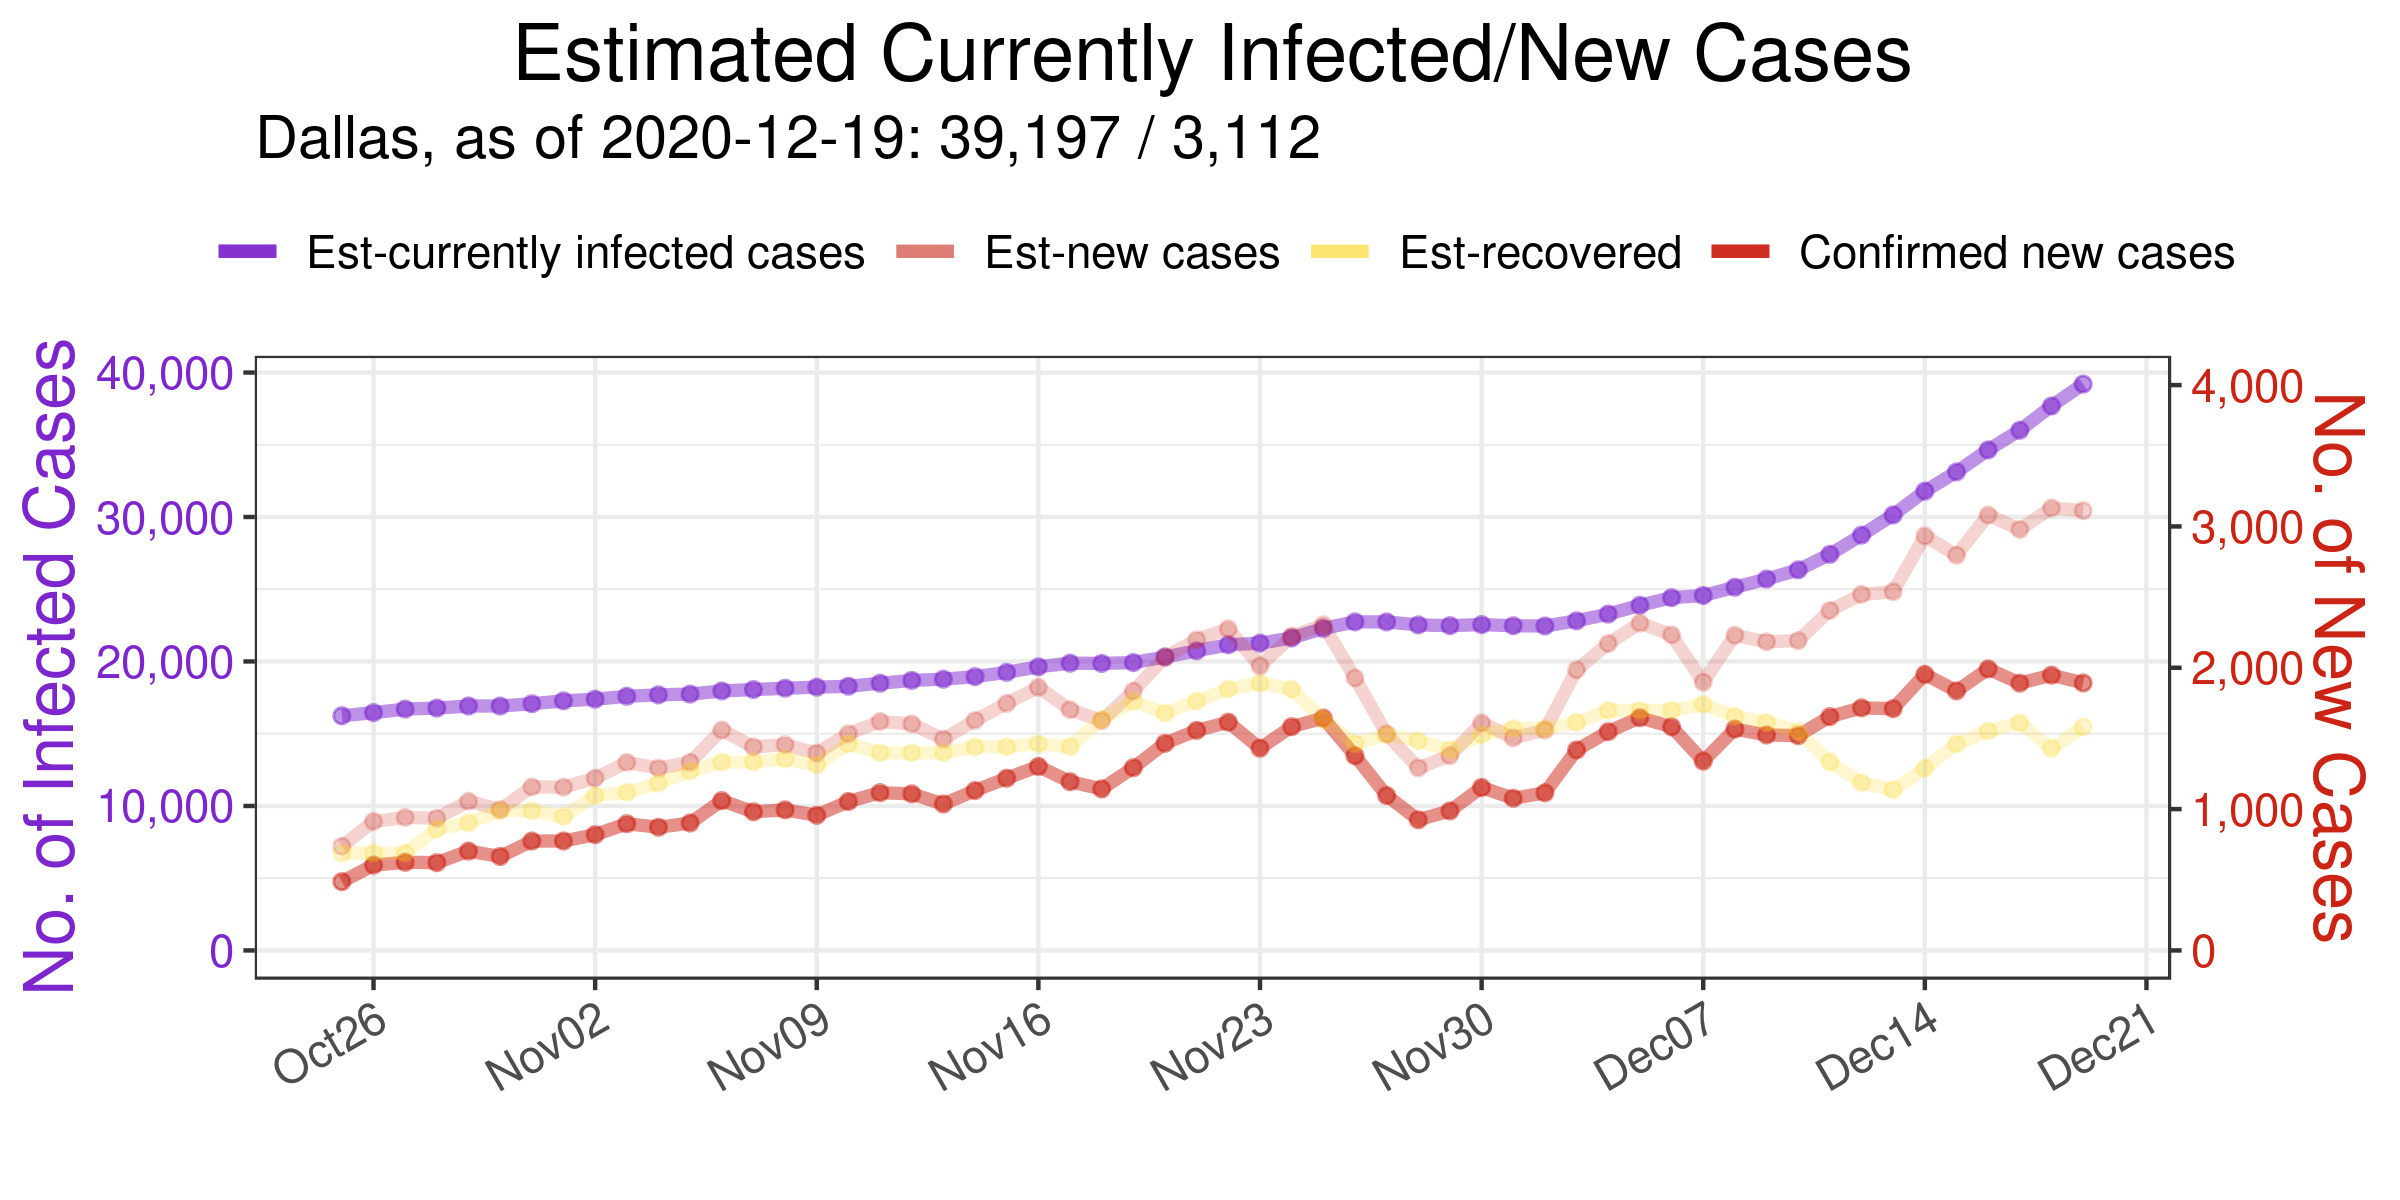 Estimated Currently Infected/New Cases
Dallas, as of 2020-12-19: 39,197 / 3,112
Est-currently infected cases Est-new cases Est-recovered Confirmed new cases
No. of Infected Cases
40,000
30,000
20,000
10,000
0
4,000
3,000
2,000
1,000
0
No. of New Cases
Oct26 Nov02 Nov09 Nov16 Nov23 Nov30 Dec07 Dec14 Dec21